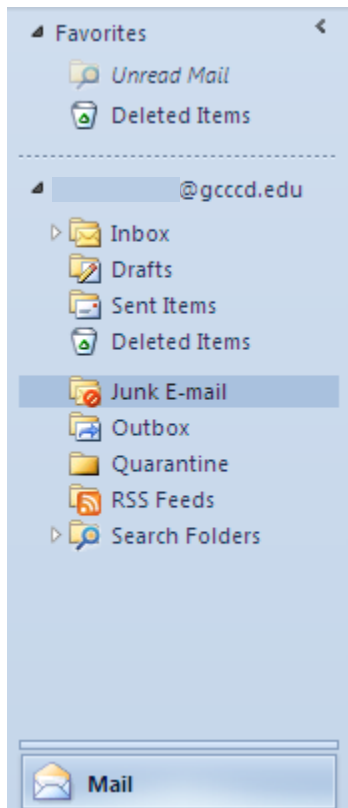 Favorites
Unread Mail
Deleted Items
@gcccd.edu
Inbox
Drafts
Sent Items
Deleted Items
Junk E-mail
Outbox
Quarantine
RSS Feeds
Search Folders
Mail